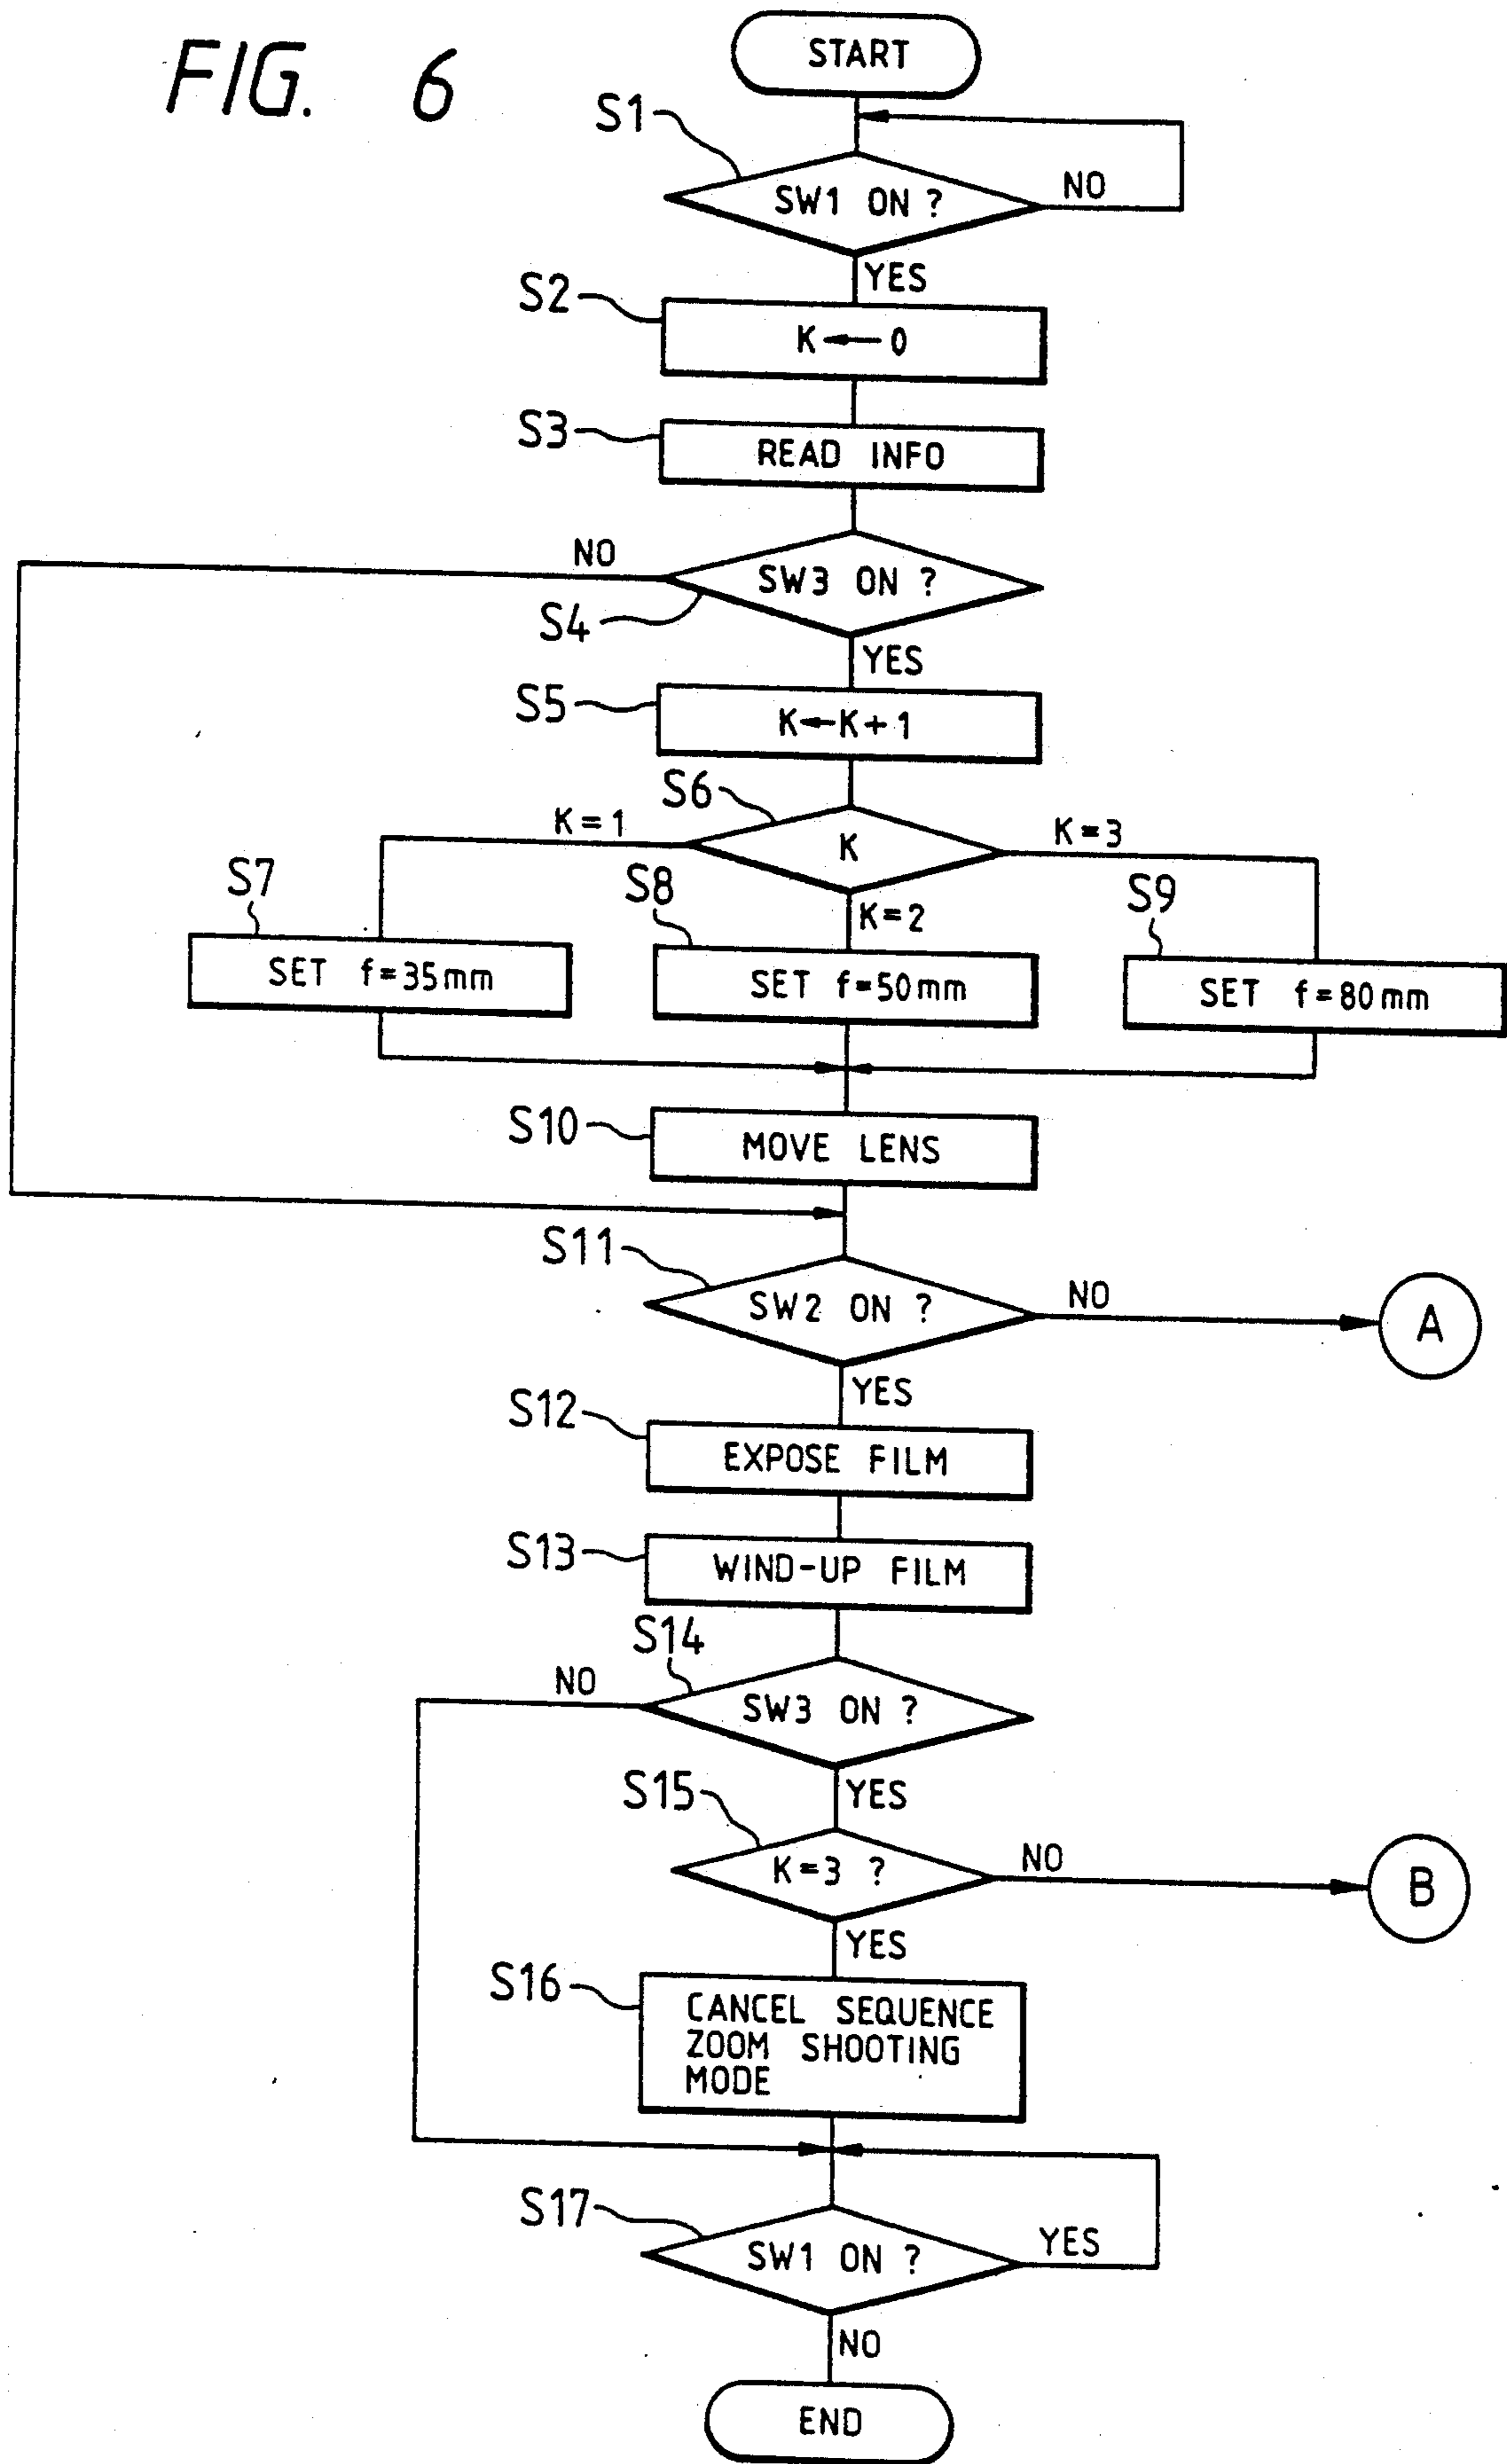 FIG. 6
START
S1
SW1 ON ?
NO
YES
S2
K ← 0
S3
READ INFO
NO
SW3 ON ?
S4
YES
S5
K←K+1
S6
K=1
K
K=3
S7
S8
K=2
S9
SET f=35mm
SET f=50mm
SET f=80mm
S10
MOVE LENS
S11
SW2 ON ?
NO
A
YES
S12
EXPOSE FILM
S13
WIND-UP FILM
S14
NO
SW3 ON ?
S15
YES
K=3 ?
NO
B
YES
S16
CANCEL SEQUENCE
ZOOM SHOOTING
MODE
S17
SW1 ON ?
YES
NO
END